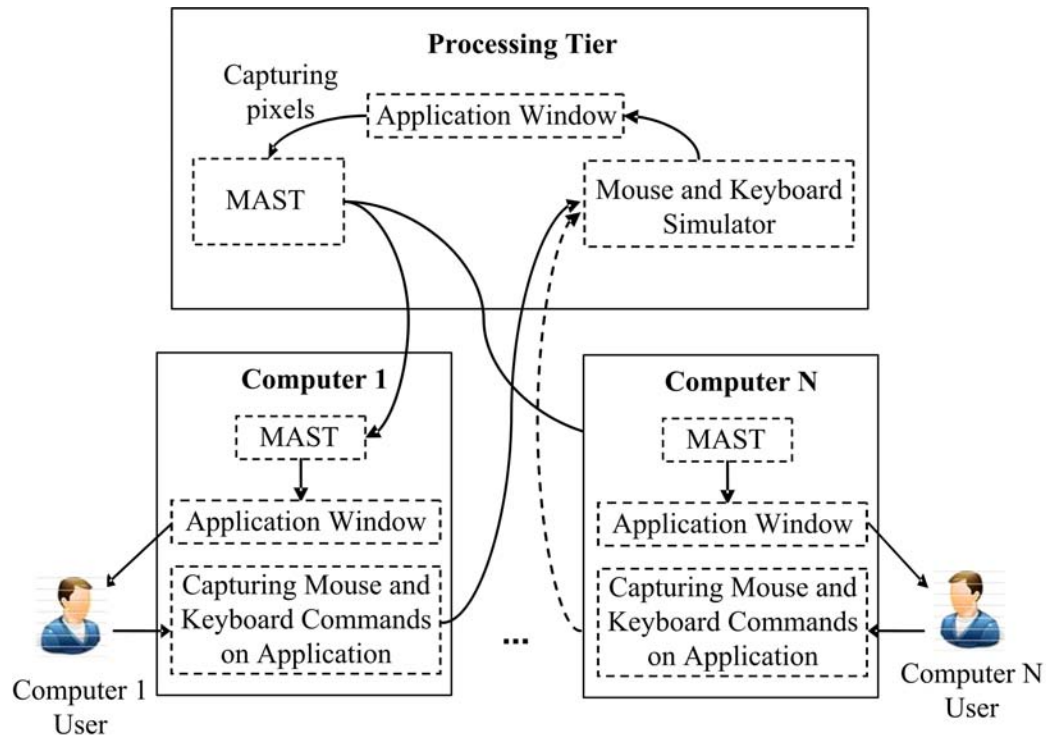 Processing Tier
Capturing
pixels
Application Window
MAST
Mouse and Keyboard
Simulator
Computer 1
MAST
Application Window
Capturing Mouse and
Keyboard Commands
on Application
Computer 1
User
...
Computer N
MAST
Application Window
Capturing Mouse and
Keyboard Commands
on Application
Computer N
User